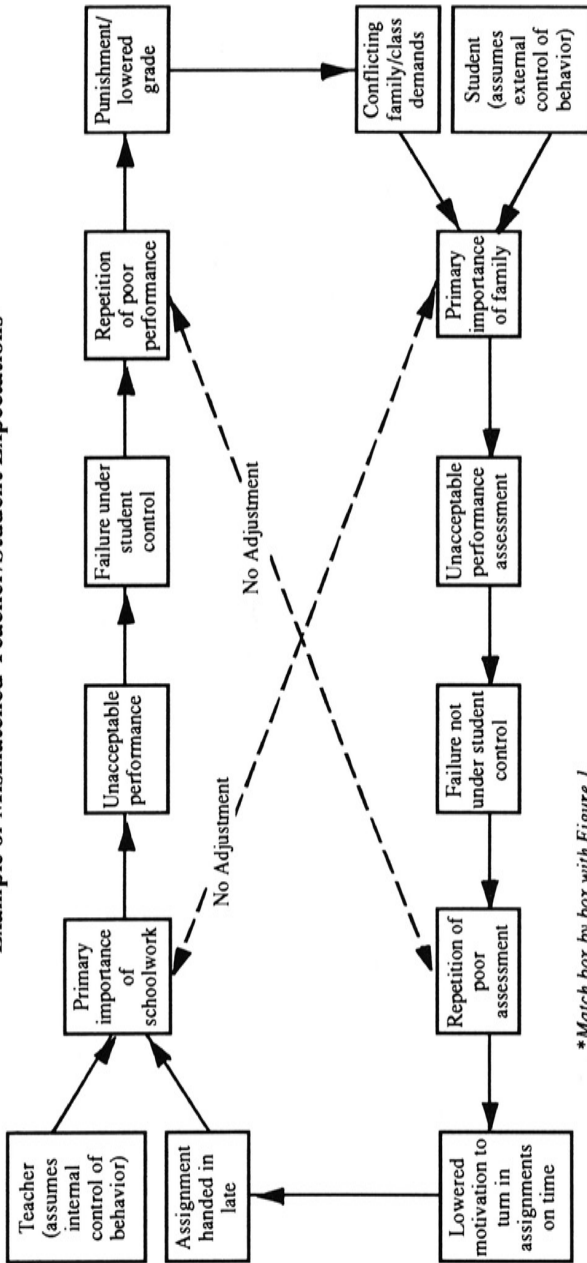 Example of Mismatched Teacher/Student Expectations
Teacher
(assumes
internal
control of
behavior)
Assignment
handed in
late
Primary
importance
of
schoolwork
Unacceptable
performance
Failure under
student
control
Repetition
of poor
performance
Punishment/
lowered
grade
No Adjustment
No Adjustment
Conflicting
family/class
demands
Student
(assumes
external
control of
behavior)
Primary
importance
of family
Unacceptable
performance
assessment
Failure not
under student
control
Repetition of
poor
assessment
Lowered
motivation to
turn in
assignments
on time
*Match box by box with Figure 1